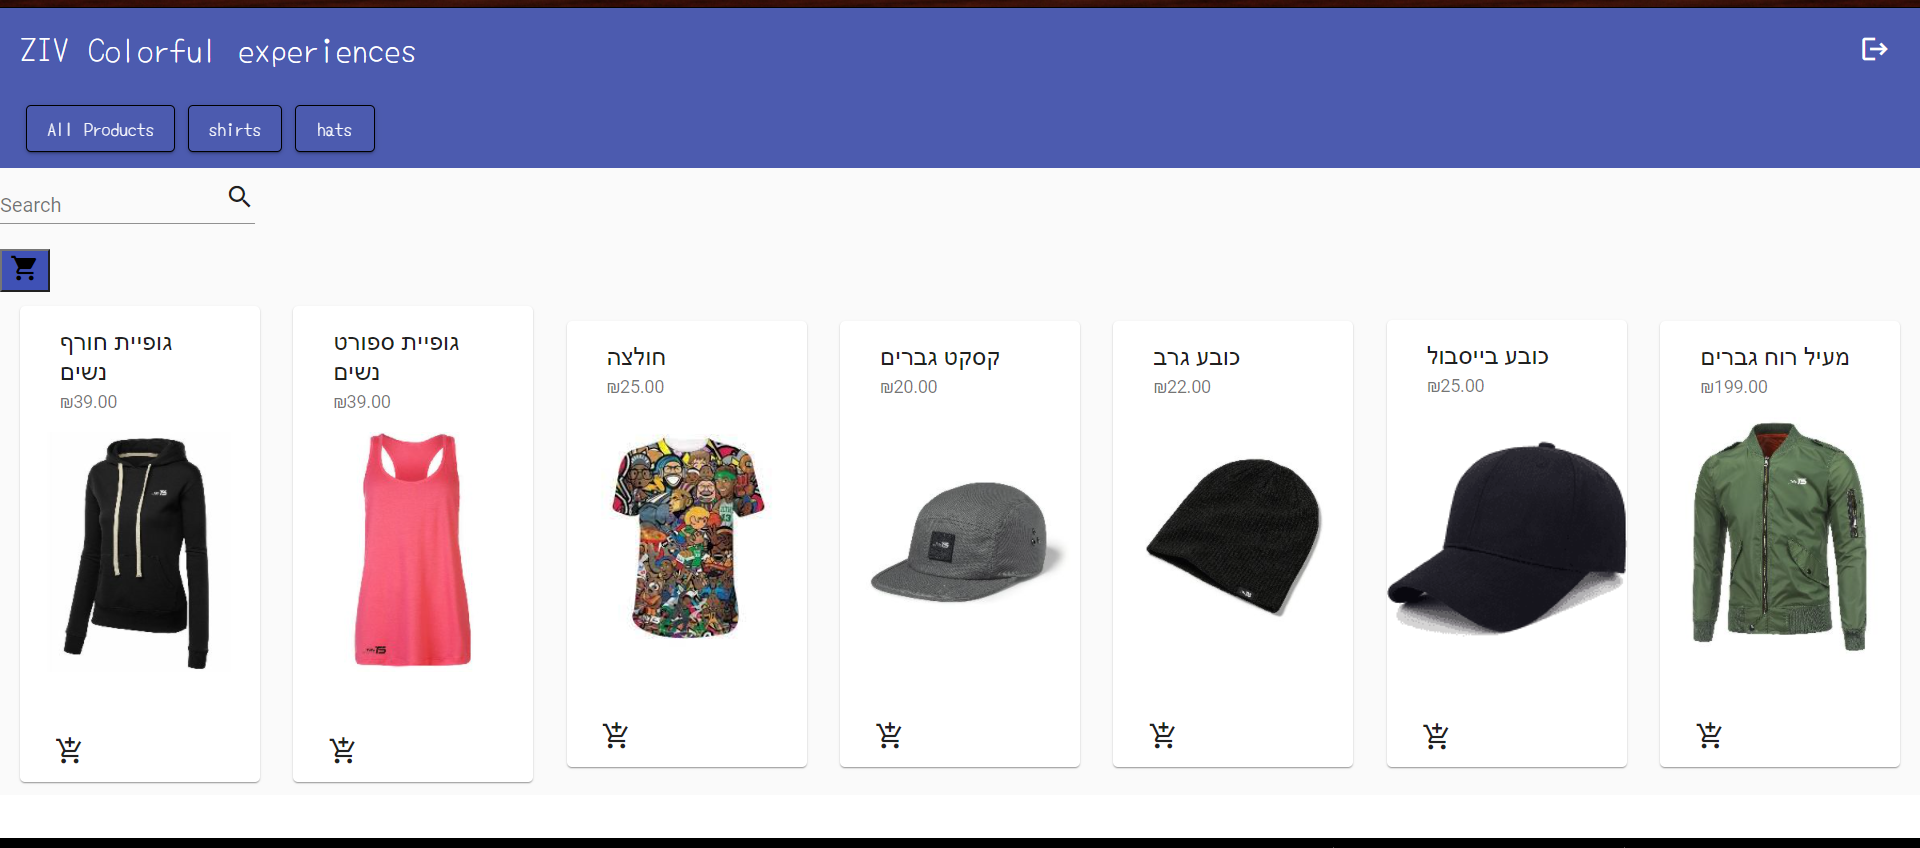 ZIV Colorful experiences
All Products
shirts
hats
Search
גופיית חורף
נשים
₪39.00
גופיית ספורט
נשים
₪39.00
חולצה
₪25.00
קסקט גברים
₪20.00
כובע גרב
₪22.00
כובע בייסבול
₪25.00
מעיל רוח גברים
₪199.00